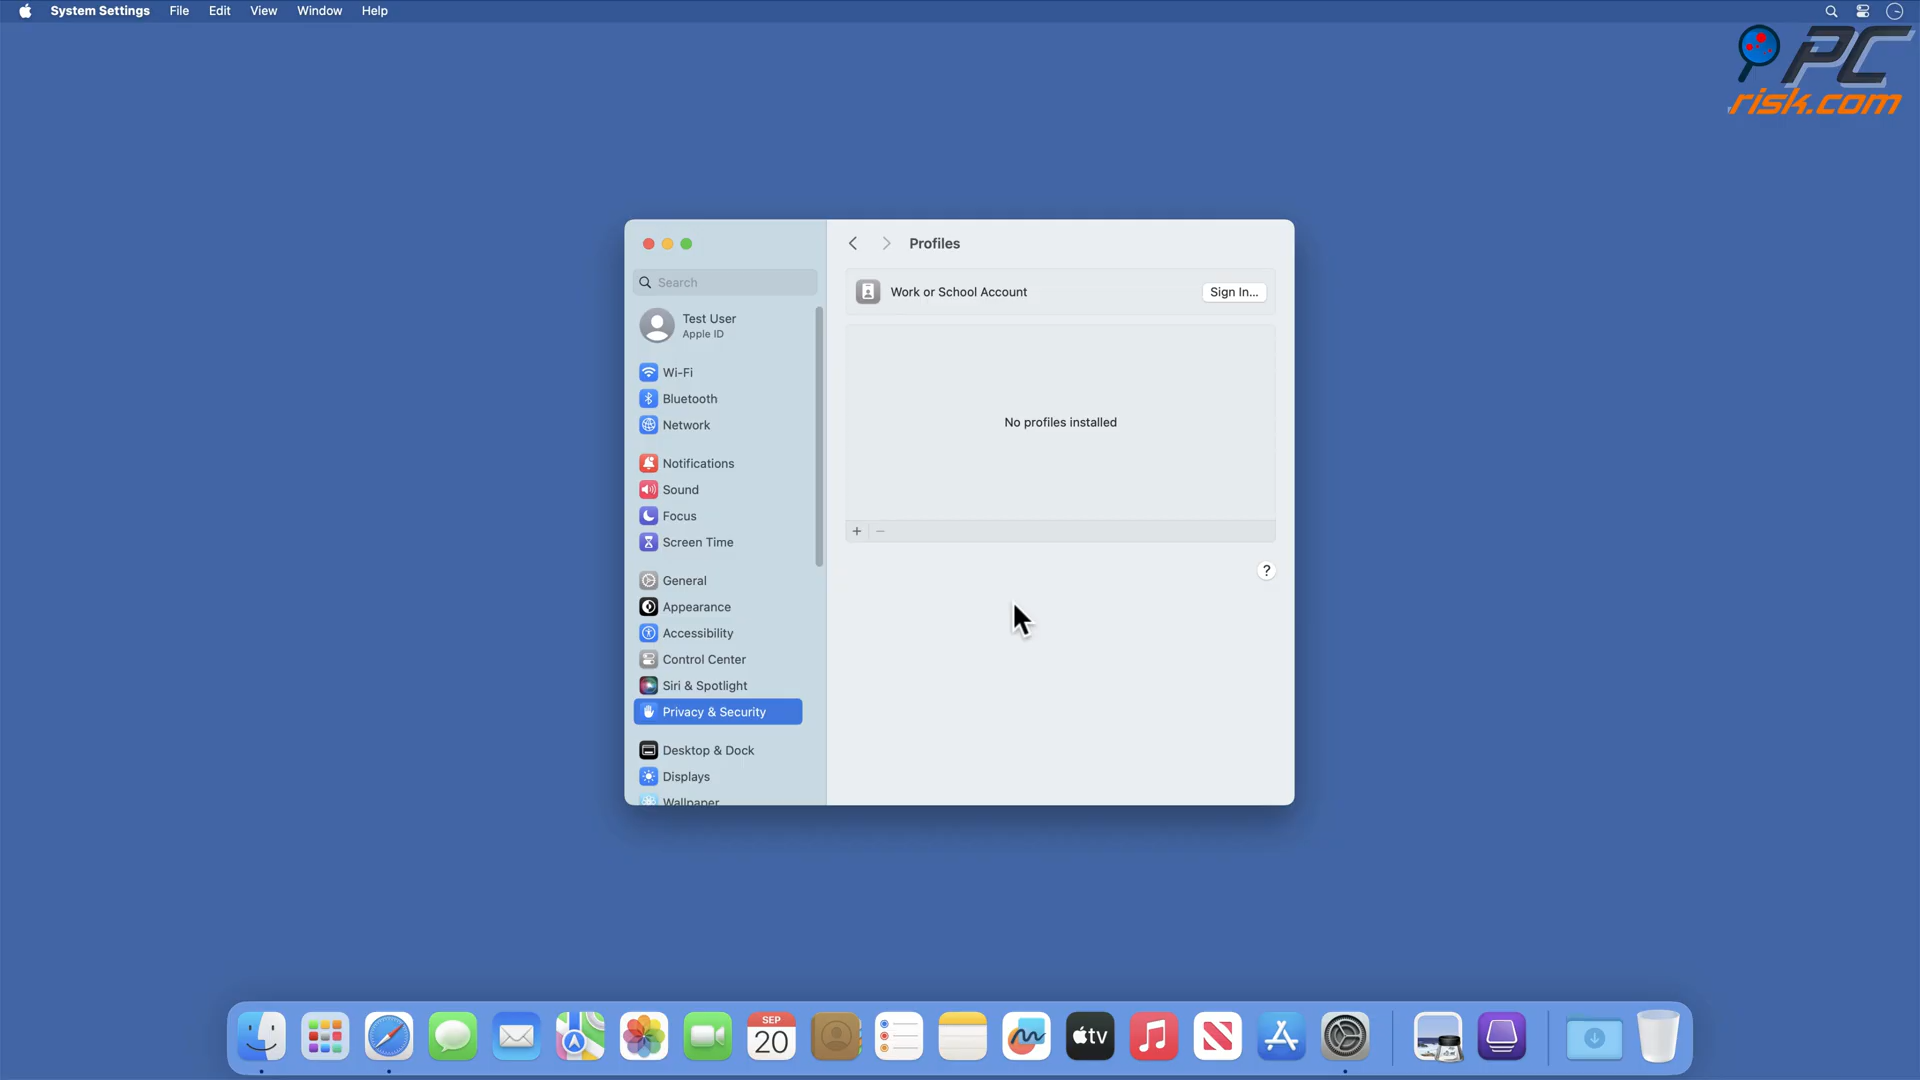 System Settings File Edit View Window Help
PC
risk.com
Profiles
Search
Work or School Account Sign In...
Test User
Apple ID
Wi-Fi
Bluetooth
Network
No profiles installed
Notifications
Sound
Focus
Screen Time
+ −
?
General
Appearance
Accessibility
Control Center
Siri & Spotlight
Privacy & Security
Desktop & Dock
Displays
Wallpaper
SEP
20
tv